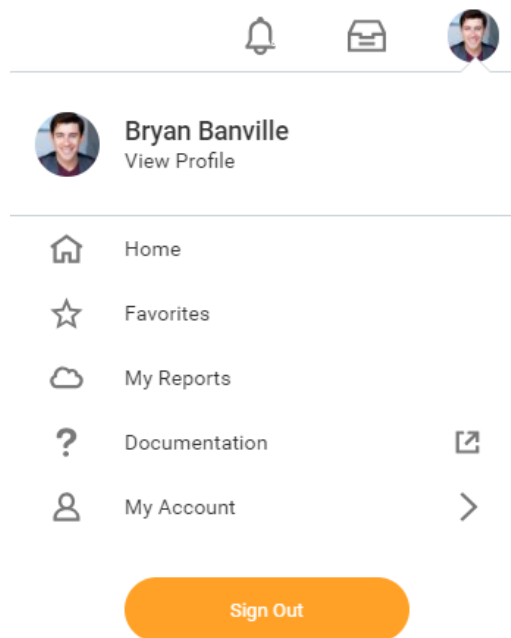 Bryan Banville
View Profile
Home
Favorites
My Reports
Documentation
My Account
Sign Out